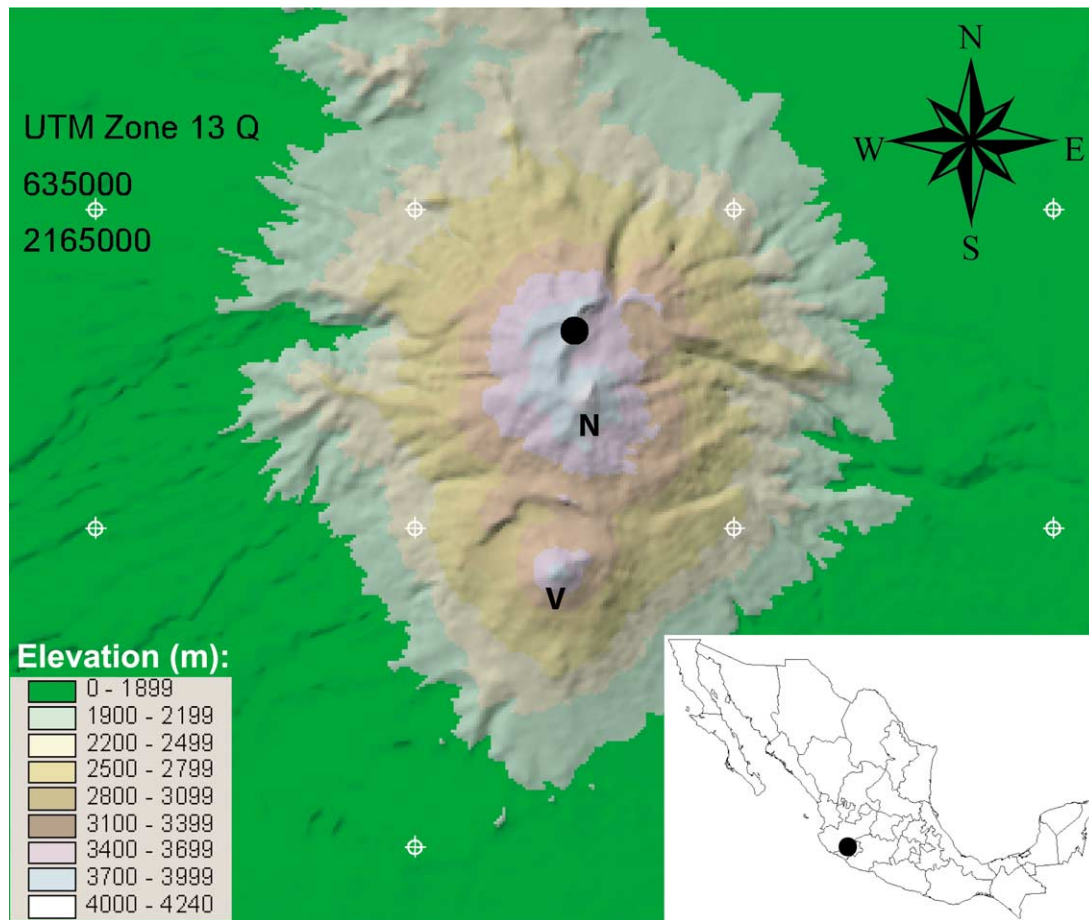 N
W E
S
UTM Zone 13 Q
635000
2165000
N
V
Elevation (m):
0 - 1899
1900 - 2199
2200 - 2499
2500 - 2799
2800 - 3099
3100 - 3399
3400 - 3699
3700 - 3999
4000 - 4240